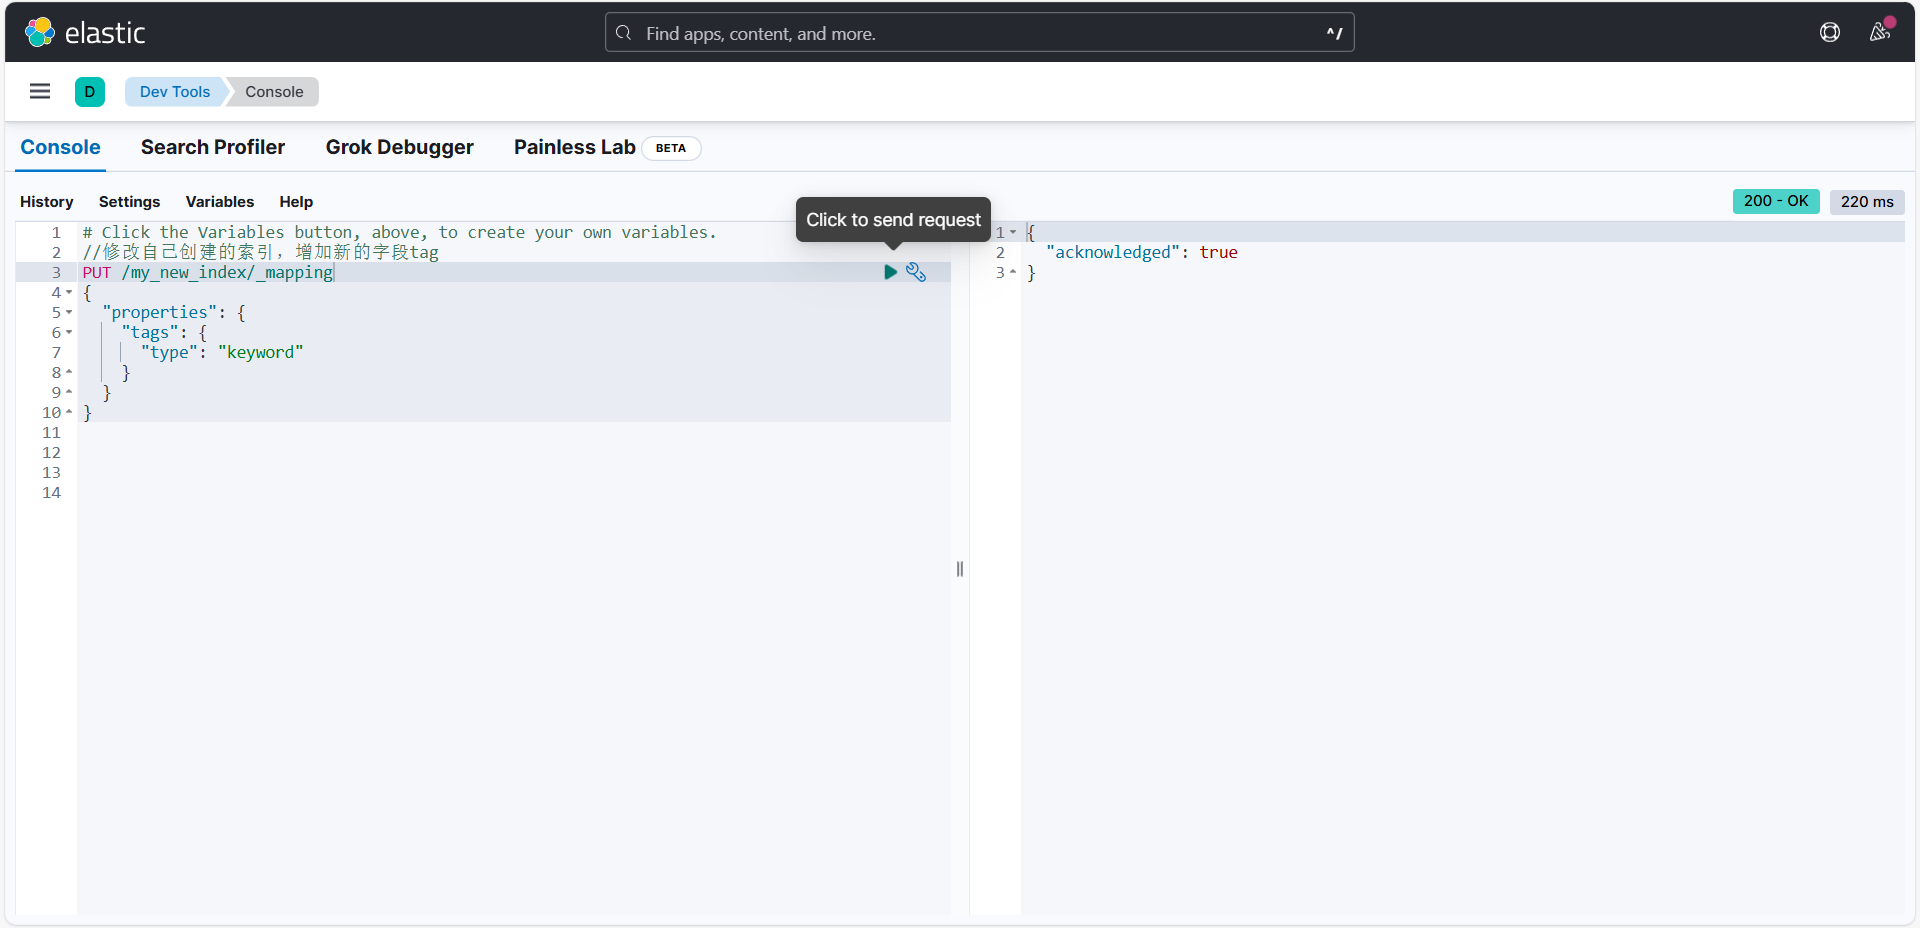 elastic
Find apps, content, and more.
^/
D
Dev Tools
Console
Console
Search Profiler
Grok Debugger
Painless Lab
BETA
History
Settings
Variables
Help
Click to send request
200 - OK
220 ms
1 # Click the Variables button, above, to create your own variables.
2 //修改自己创建的索引，增加新的字段tag
3 PUT /my_new_index/_mapping
4 {
5 "properties": {
6 "tags": {
7 "type": "keyword"
8 }
9 }
10 }
11
12
13
14
1 {
2 "acknowledged": true
3 }